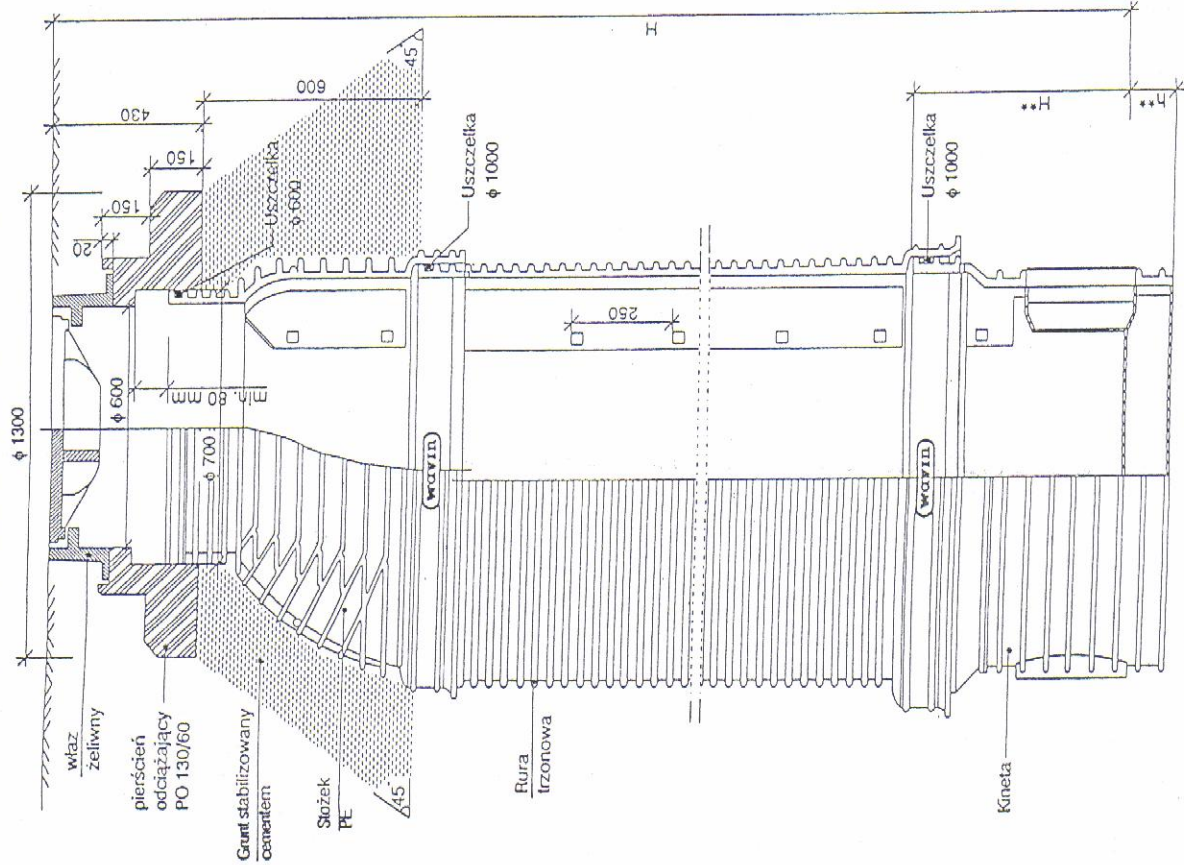 H
430
150
150
20
600
45
H**
h**
ϕ 1300
Uszczelka
ϕ 600
Uszczelka
ϕ 1000
Uszczelka
ϕ 1000
250
min. 80 mm
ϕ 600
ϕ 700
wavin
wavin
właz
żeliwny
pierścień
odciążający
PO 130/60
Grunt stabilizowany
cementem
Stożek
PE
45
Rura
trzonowa
Kineta